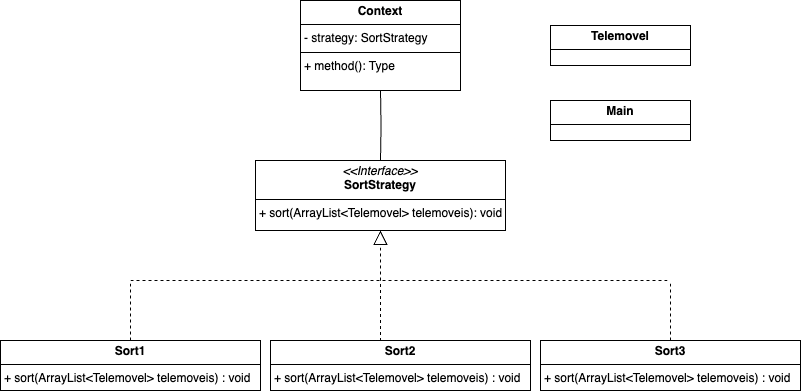 Context
- strategy: SortStrategy
+ method(): Type
Telemovel
Main
<<Interface>>
SortStrategy
+ sort(ArrayList<Telemovel> telemoveis): void
Sort1
+ sort(ArrayList<Telemovel> telemoveis) : void
Sort2
+ sort(ArrayList<Telemovel> telemoveis) : void
Sort3
+ sort(ArrayList<Telemovel> telemoveis) : void